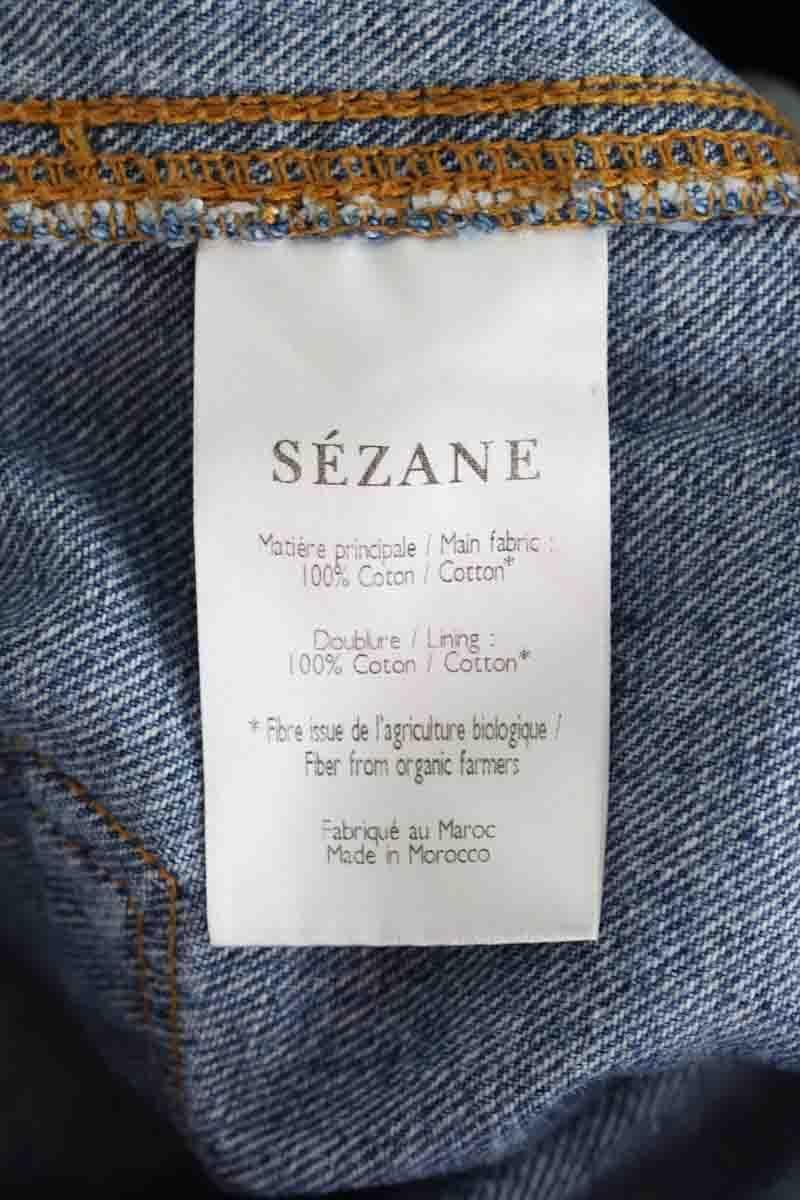 SÉZANE
Matière principale / Main fabric :
100% Coton / Cotton*
Doublure / Lining :
100% Coton / Cotton*
* Fibre issue de l'agriculture biologique /
Fiber from organic farmers
Fabriqué au Maroc
Made in Morocco